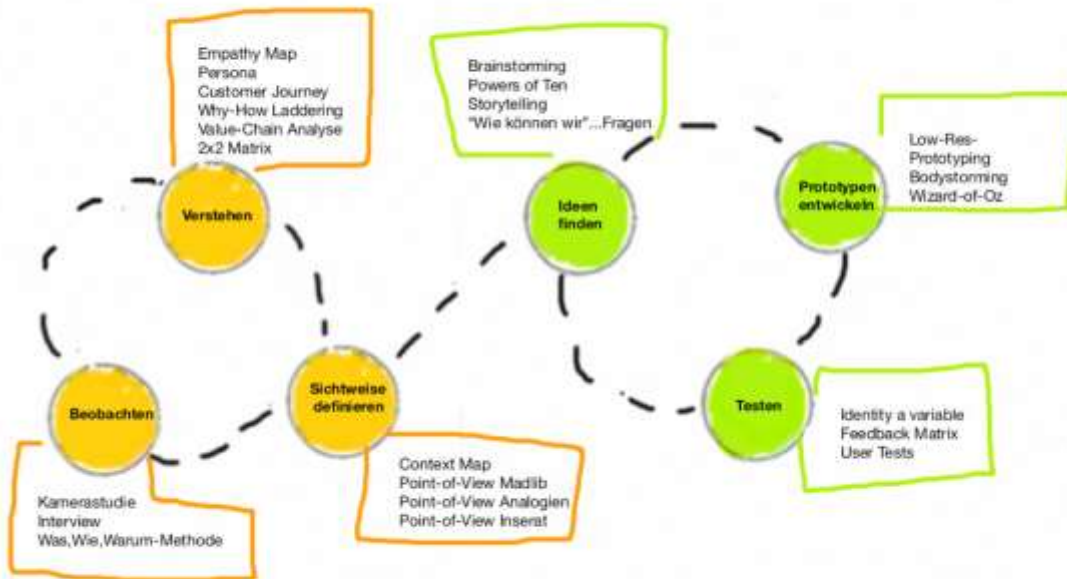 Empathy Map
Persona
Customer Journey
Why-How Laddering
Value-Chain Analyse
2x2 Matrix
Verstehen
Beobachten
Kamerastudie
Interview
Was,Wie,Warum-Methode
Sichtweise
definieren
Context Map
Point-of-View Madlib
Point-of-View Analogien
Point-of-View Inserat
Brainstorming
Powers of Ten
Storytelling
"Wie können wir"...Fragen
Ideen
finden
Prototypen
entwickeln
Low-Res-
Prototyping
Bodystorming
Wizard-of-Oz
Testen
Identity a variable
Feedback Matrix
User Tests